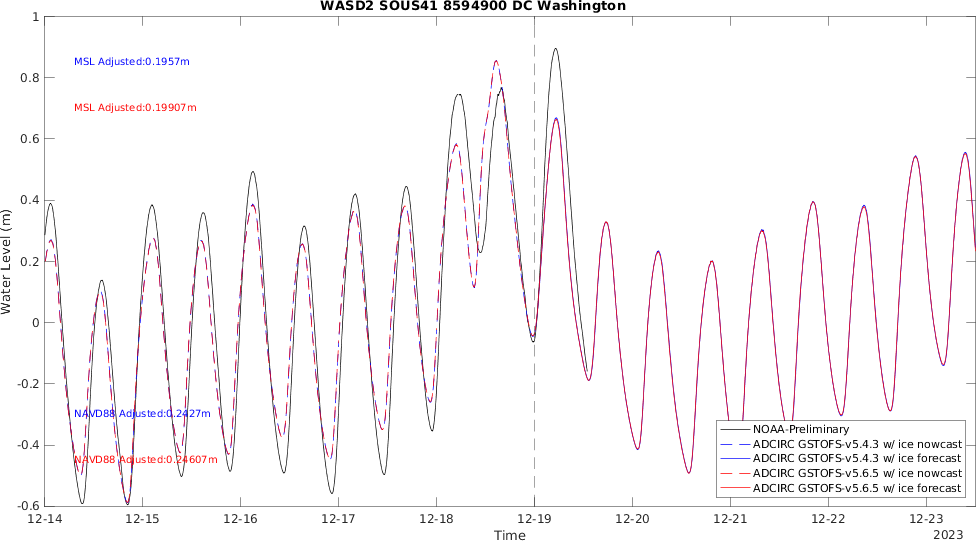 WASD2 SOUS41 8594900 DC Washington
1
0.8
0.6
0.4
0.2
0
-0.2
-0.4
-0.6
Water Level (m)
MSL Adjusted:0.1957m
MSL Adjusted:0.19907m
NAVD88 Adjusted:0.2427m
NAVD88 Adjusted:0.24607m
NOAA-Preliminary
ADCIRC GSTOFS-v5.4.3 w/ ice nowcast
ADCIRC GSTOFS-v5.4.3 w/ ice forecast
ADCIRC GSTOFS-v5.6.5 w/ ice nowcast
ADCIRC GSTOFS-v5.6.5 w/ ice forecast
12-14 12-15 12-16 12-17 12-18 12-19 12-20 12-21 12-22 12-23
Time
2023